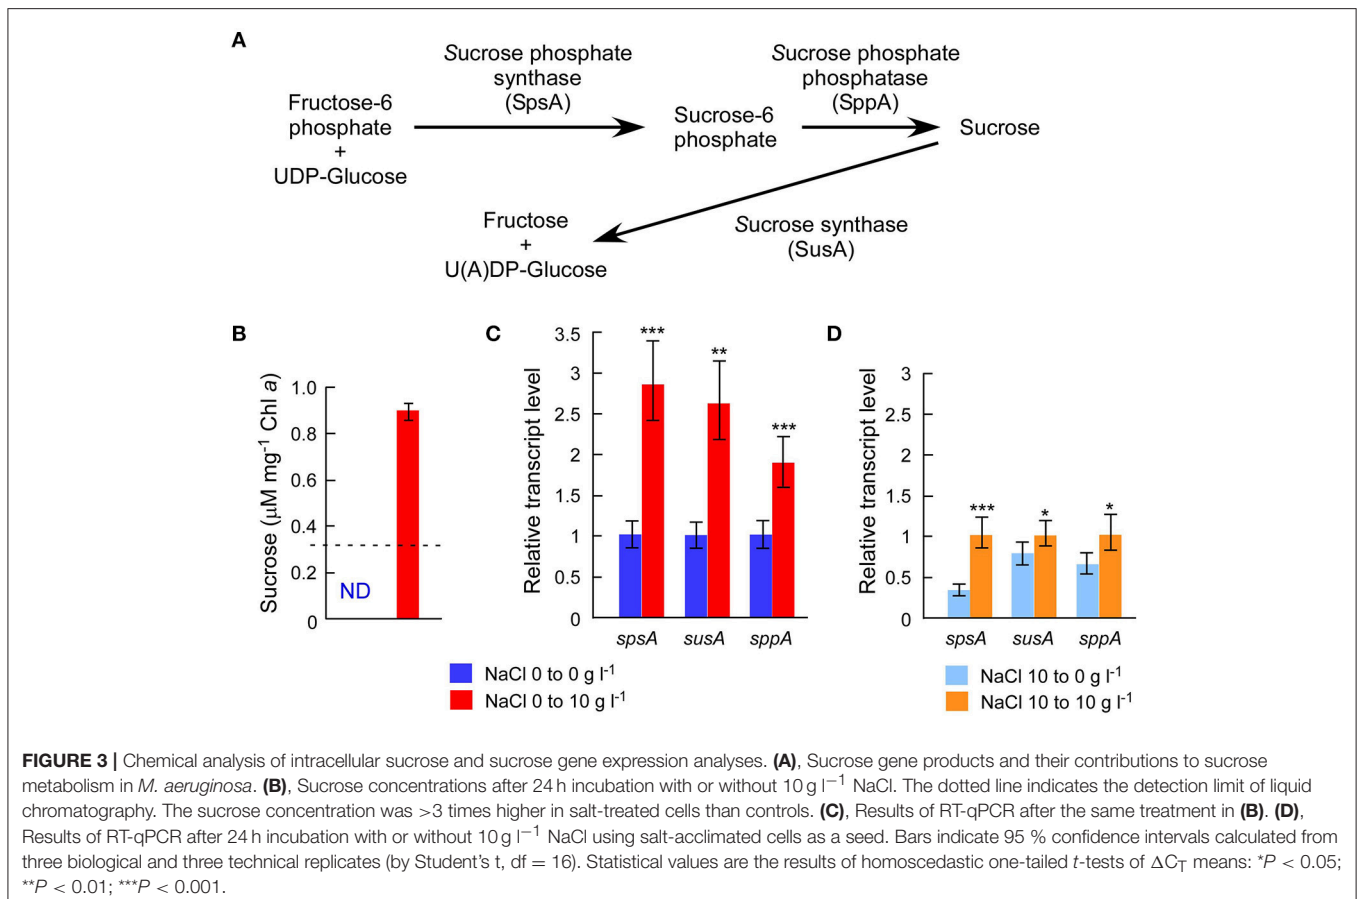 A
Sucrose phosphate
synthase
(SpsA)
Sucrose phosphate
phosphatase
(SppA)
Fructose-6
phosphate
+
UDP-Glucose
Sucrose-6
phosphate
Sucrose
Fructose
+
U(A)DP-Glucose
Sucrose synthase
(SusA)
B
Sucrose (μM mg-1 Chl a)
1.0
0.8
0.6
0.4
0.2
0
ND
C
Relative transcript level
3.5
3
2.5
2
1.5
1
0.5
0
***
**
***
spsA susA sppA
NaCl 0 to 0 g l-1
NaCl 0 to 10 g l-1
D
Relative transcript level
3
2.5
2
1.5
1
0.5
0
***
*
*
spsA susA sppA
NaCl 10 to 0 g l-1
NaCl 10 to 10 g l-1
FIGURE 3 | Chemical analysis of intracellular sucrose and sucrose gene expression analyses. (A), Sucrose gene products and their contributions to sucrose
metabolism in M. aeruginosa. (B), Sucrose concentrations after 24 h incubation with or without 10 g l−1 NaCl. The dotted line indicates the detection limit of liquid
chromatography. The sucrose concentration was >3 times higher in salt-treated cells than controls. (C), Results of RT-qPCR after the same treatment in (B). (D),
Results of RT-qPCR after 24 h incubation with or without 10 g l−1 NaCl using salt-acclimated cells as a seed. Bars indicate 95 % confidence intervals calculated from
three biological and three technical replicates (by Student's t, df = 16). Statistical values are the results of homoscedastic one-tailed t-tests of ΔCT means: *P < 0.05;
**P < 0.01; ***P < 0.001.